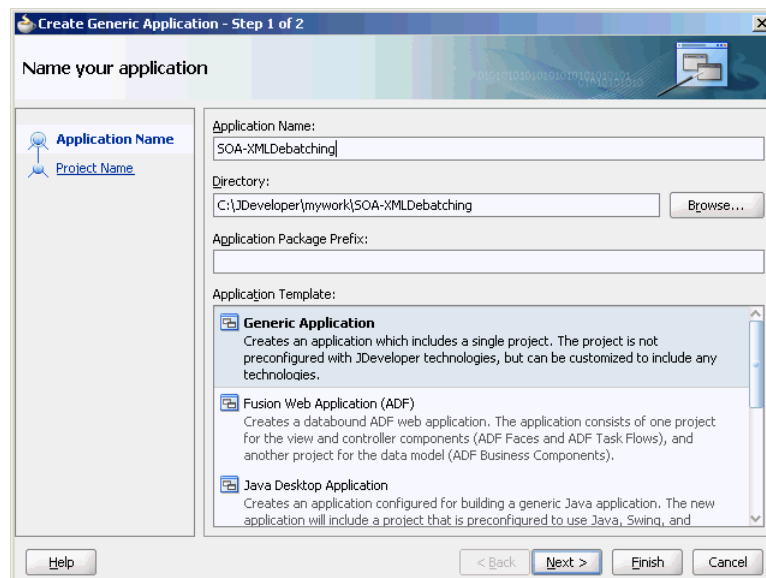 Create Generic Application - Step 1 of 2
Name your application
Application Name
Project Name
Application Name:
SOA-XMLDebatching
Directory:
C:\JDeveloper\mywork\SOA-XMLDebatching
Browse...
Application Package Prefix:
Application Template:
Generic Application
Creates an application which includes a single project. The project is not
preconfigured with JDeveloper technologies, but can be customized to include any
technologies.
Fusion Web Application (ADF)
Creates a databound ADF web application. The application consists of one project
for the view and controller components (ADF Faces and ADF Task Flows), and
another project for the data model (ADF Business Components).
Java Desktop Application
Creates an application configured for building a generic Java application. The new
application will include a project that is preconfigured to use Java, Swing, and
Help
< Back
Next >
Finish
Cancel